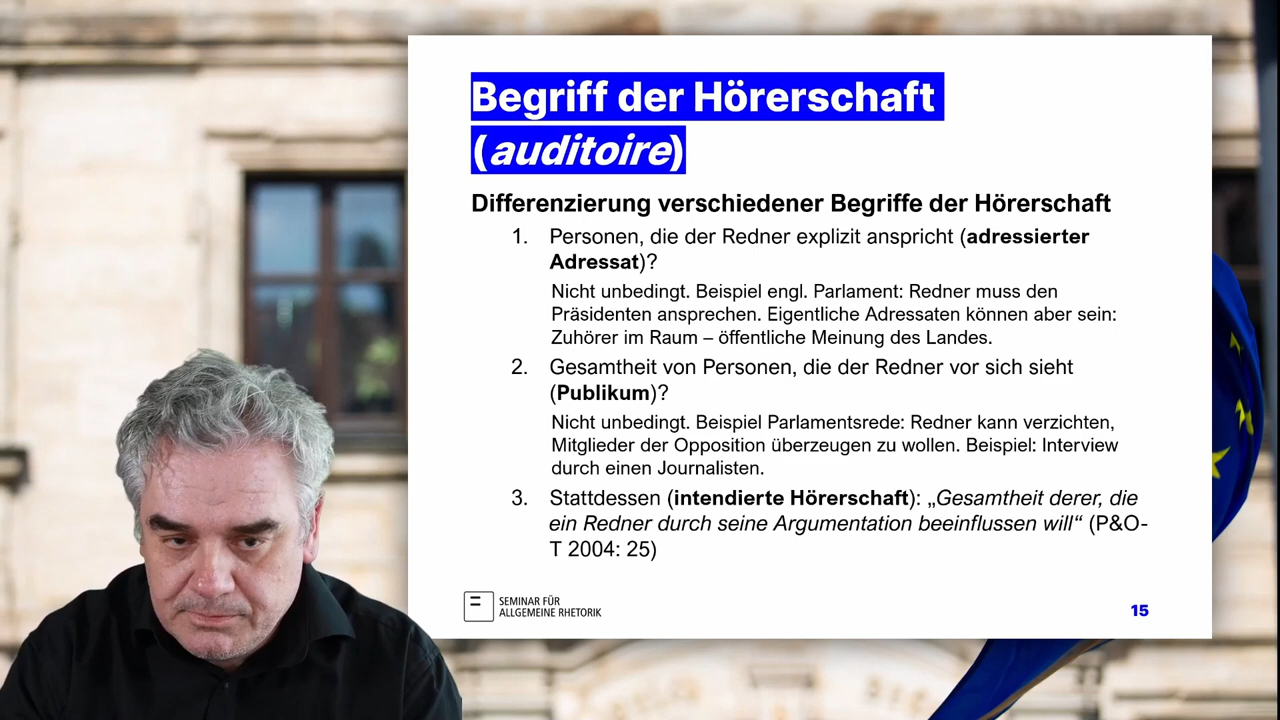 Begriff der Hörerschaft
(auditoire)
Differenzierung verschiedener Begriffe der Hörerschaft
1. Personen, die der Redner explizit anspricht (adressierter
Adressat)?
Nicht unbedingt. Beispiel engl. Parlament: Redner muss den
Präsidenten ansprechen. Eigentliche Adressaten können aber sein:
Zuhörer im Raum – öffentliche Meinung des Landes.
2. Gesamtheit von Personen, die der Redner vor sich sieht
(Publikum)?
Nicht unbedingt. Beispiel Parlamentsrede: Redner kann verzichten,
Mitglieder der Opposition überzeugen zu wollen. Beispiel: Interview
durch einen Journalisten.
3. Stattdessen (intendierte Hörerschaft): „Gesamtheit derer, die
ein Redner durch seine Argumentation beeinflussen will“ (P&O-
T 2004: 25)
SEMINAR FÜR
ALLGEMEINE RHETORIK
15